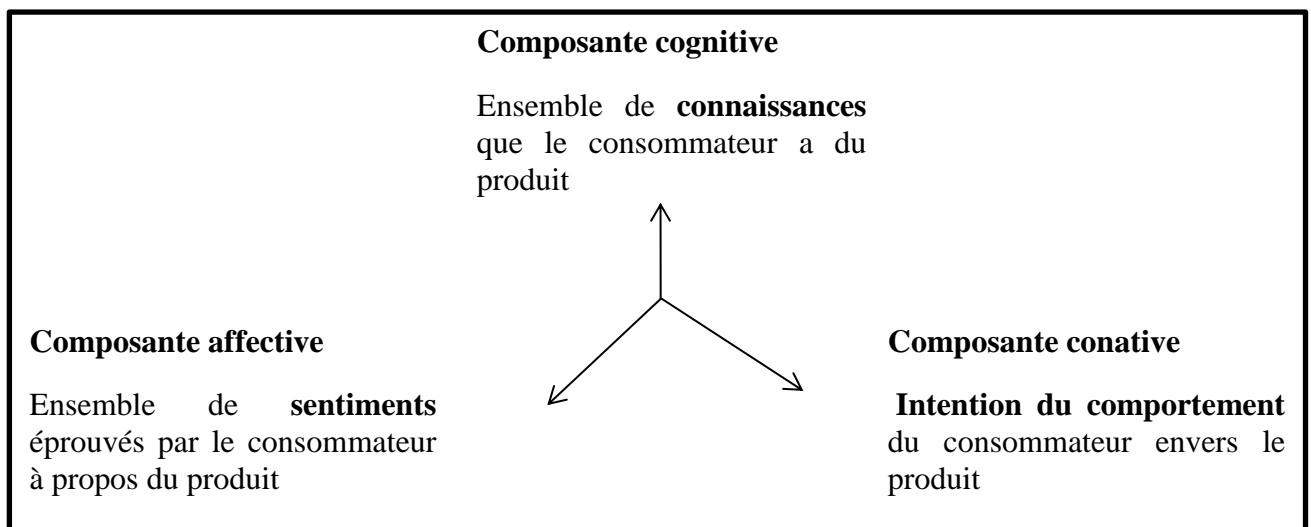 Composante cognitive
Ensemble de connaissances
que le consommateur a du
produit
Composante affective
Ensemble de sentiments
éprouvés par le consommateur
à propos du produit
Composante conative
Intention du comportement
du consommateur envers le
produit